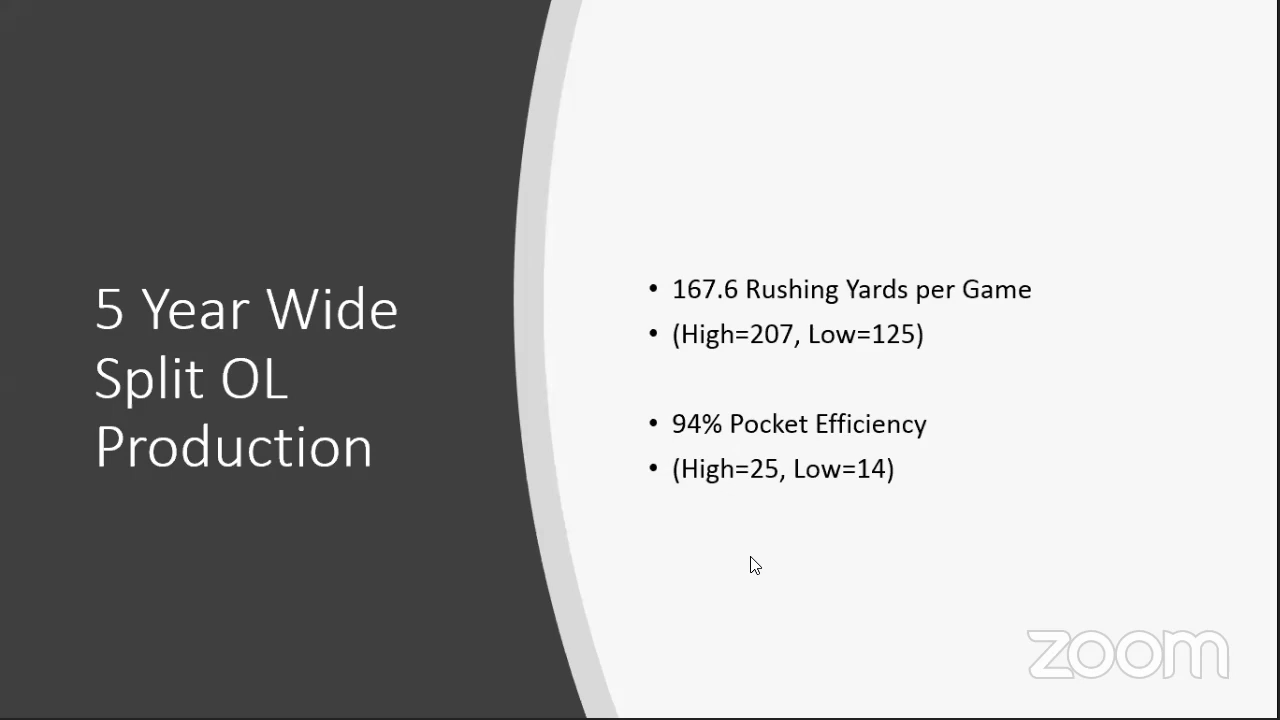 5 Year Wide
Split OL
Production
• 167.6 Rushing Yards per Game
• (High=207, Low=125)
• 94% Pocket Efficiency
• (High=25, Low=14)
zoom